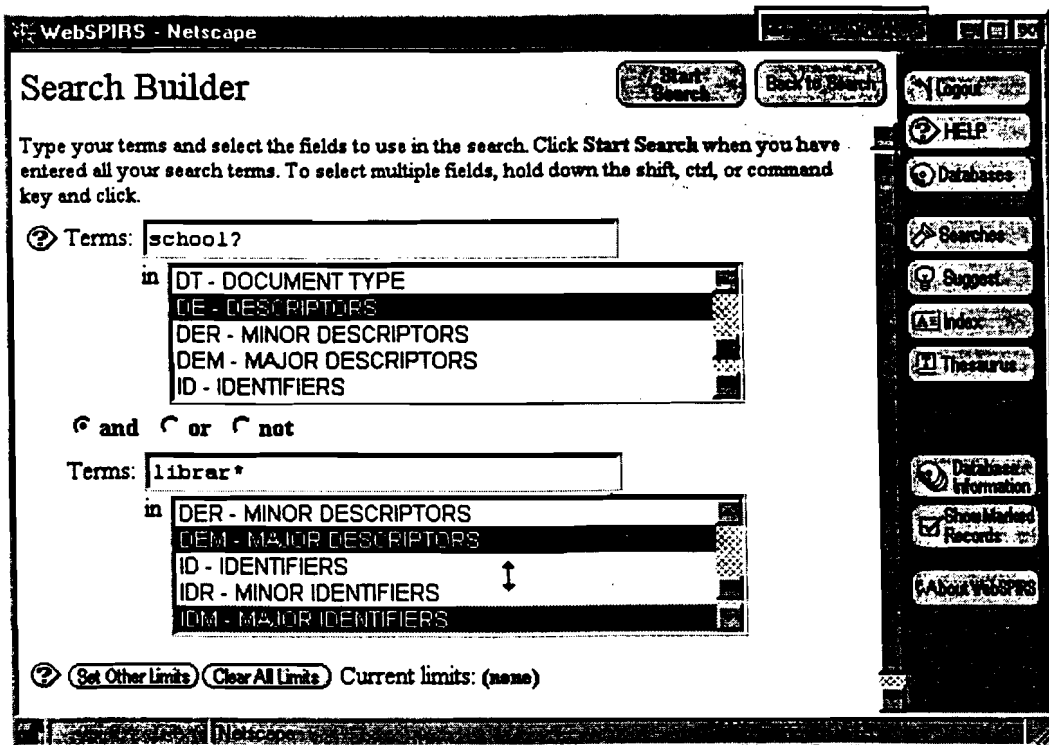 WebSPIRS - Netscape
Search Builder
Start Search
Back to Search
Type your terms and select the fields to use in the search. Click Start Search when you have
entered all your search terms. To select multiple fields, hold down the shift, ctrl, or command
key and click.
Terms: school?
in
DT - DOCUMENT TYPE
DE - DESCRIPTORS
DER - MINOR DESCRIPTORS
DEM - MAJOR DESCRIPTORS
ID - IDENTIFIERS
and or not
Terms: librar*
in
DER - MINOR DESCRIPTORS
DEM - MAJOR DESCRIPTORS
ID - IDENTIFIERS
IDR - MINOR IDENTIFIERS
IDM - MAJOR IDENTIFIERS
Set Other Limits Clear All Limits Current limits: (none)
Logout
HELP
Databases
Searches
Suggest
Index
Thesaurus
Database
Information
Show Marked
Records
About WebSPIRS
Netscape